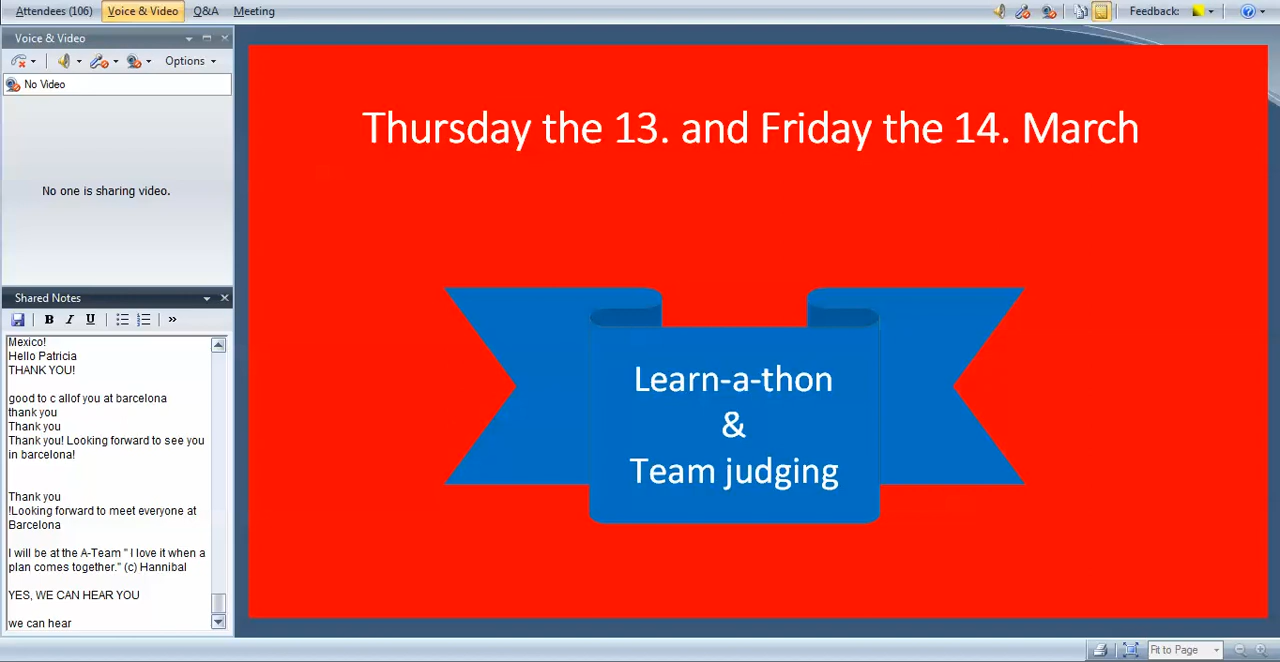 Attendees (106) Voice & Video Q&A Meeting Feedback:
Voice & Video
Options
No Video
No one is sharing video.
Shared Notes
B I U »
Mexico!
Hello Patricia
THANK YOU!
good to c allof you at barcelona
thank you
Thank you
Thank you! Looking forward to see you
in barcelona!
Thank you
!Looking forward to meet everyone at
Barcelona
I will be at the A-Team " I love it when a
plan comes together." (c) Hannibal
YES, WE CAN HEAR YOU
we can hear
Thursday the 13. and Friday the 14. March
Learn-a-thon
&
Team judging
Fit to Page